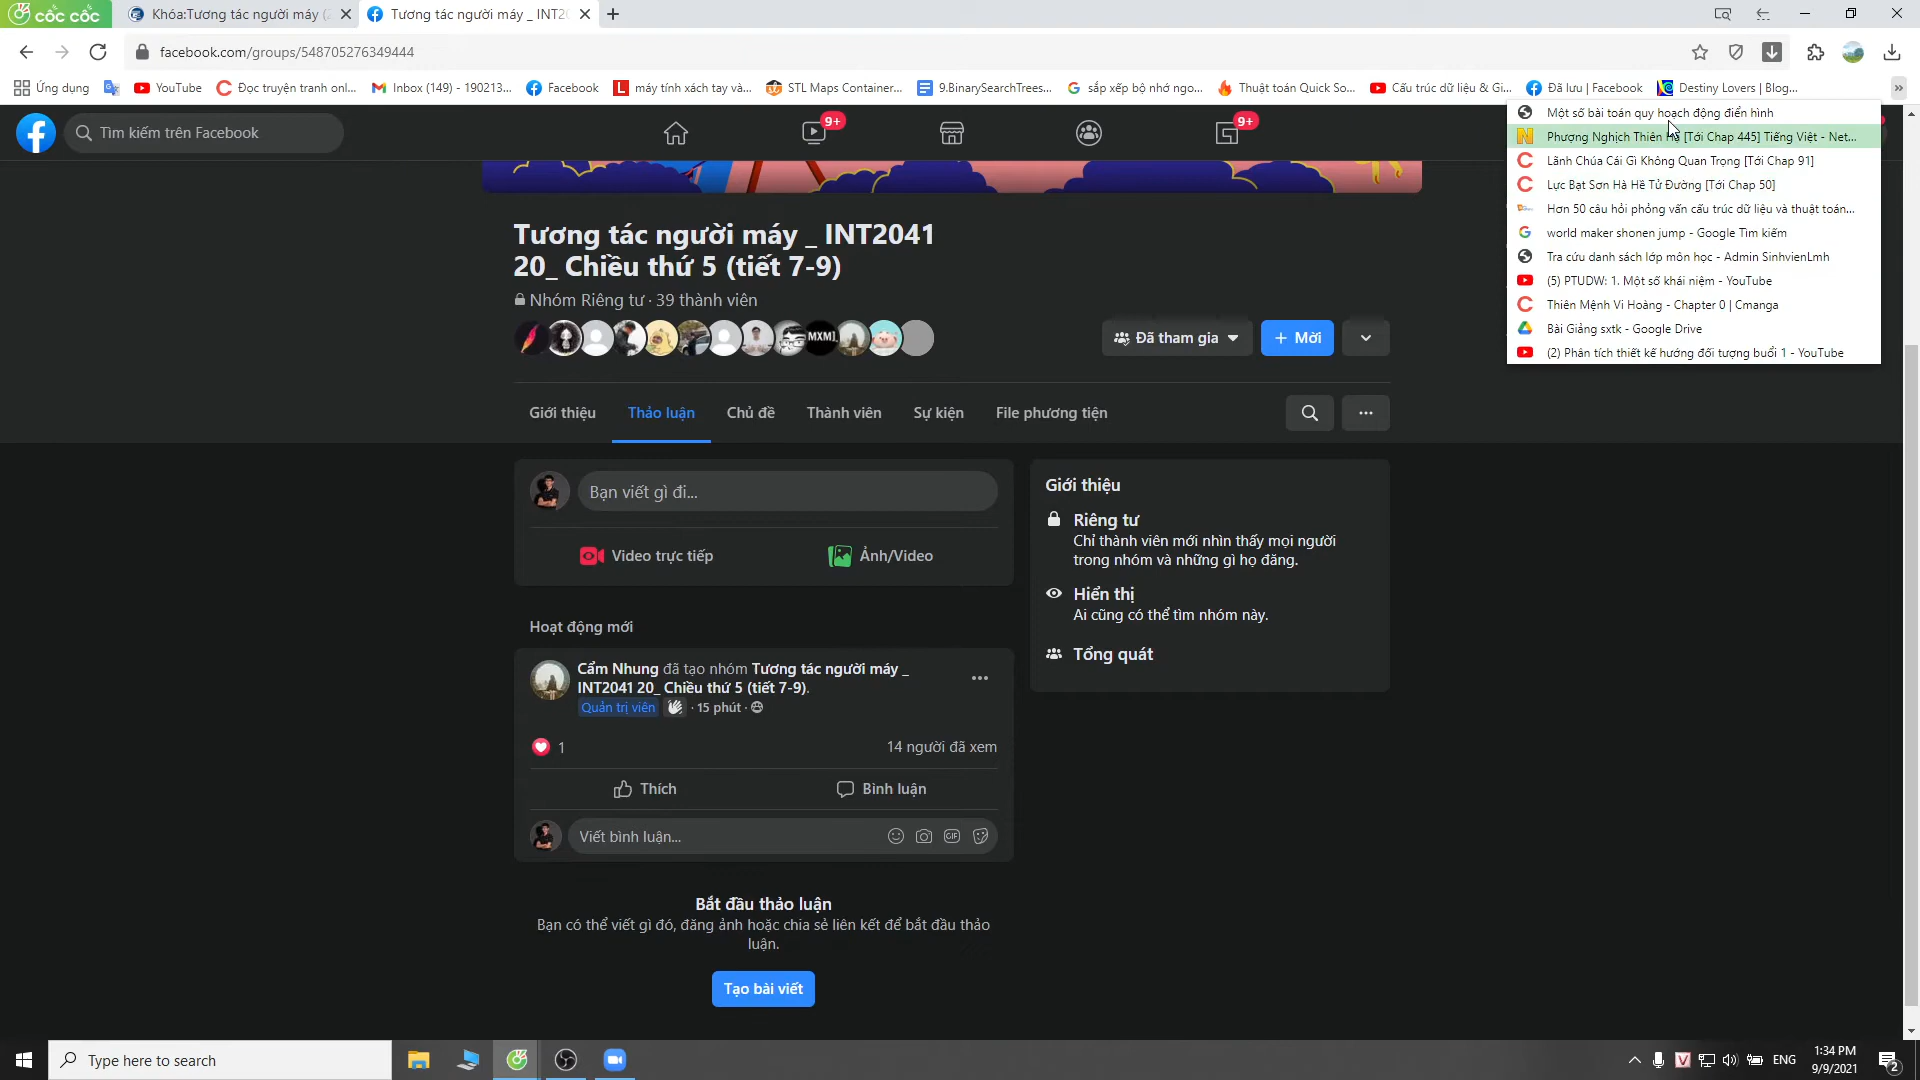 cốc cốc
Khóa:Tương tác người máy (
Tương tác người máy _ INT20
facebook.com/groups/548705276349444
Ứng dụng
YouTube
Đọc truyện tranh onl...
Inbox (149) - 190213...
Facebook
máy tính xách tay và...
STL Maps Container...
9.BinarySearchTrees...
sắp xếp bộ nhớ ngo...
Thuật toán Quick So...
Cấu trúc dữ liệu & Gi...
Đã lưu | Facebook
Destiny Lovers | Blog...
»
Tìm kiếm trên Facebook
9+
9+
Một số bài toán quy hoạch động điển hình
Phượng Nghịch Thiên [Tới Chap 445] Tiếng Việt - Net...
Lãnh Chúa Cái Gì Không Quan Trọng [Tới Chap 91]
Lực Bạt Sơn Hà Hề Tử Đường [Tới Chap 50]
Hơn 50 câu hỏi phỏng vấn cấu trúc dữ liệu và thuật toán...
world maker shonen jump - Google Tìm kiếm
Tra cứu danh sách lớp môn học - Admin SinhvienLmh
(5) PTUDW: 1. Một số khái niệm - YouTube
Thiên Mệnh Vi Hoàng - Chapter 0 | Cmanga
Bài Giảng sxtk - Google Drive
(2) Phân tích thiết kế hướng đối tượng buổi 1 - YouTube
Tương tác người máy _ INT2041
20_ Chiều thứ 5 (tiết 7-9)
Nhóm Riêng tư · 39 thành viên
MXM]
Đã tham gia
+ Mời
Giới thiệu
Thảo luận
Chủ đề
Thành viên
Sự kiện
File phương tiện
Bạn viết gì đi...
Video trực tiếp
Ảnh/Video
Giới thiệu
Riêng tư
Chỉ thành viên mới nhìn thấy mọi người
trong nhóm và những gì họ đăng.
Hiển thị
Ai cũng có thể tìm nhóm này.
Tổng quát
Hoạt động mới
Cẩm Nhung đã tạo nhóm Tương tác người máy _
INT2041 20_ Chiều thứ 5 (tiết 7-9).
Quản trị viên · 15 phút ·
1
14 người đã xem
Thích
Bình luận
Viết bình luận...
GIF
Bắt đầu thảo luận
Bạn có thể viết gì đó, đăng ảnh hoặc chia sẻ liên kết để bắt đầu thảo
luận.
Tạo bài viết
Type here to search
V
ENG
1:34 PM
9/9/2021
2